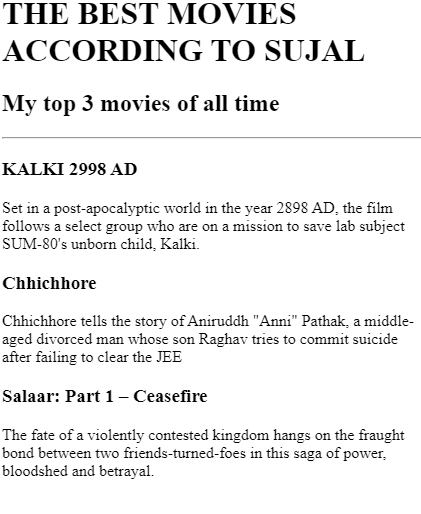 THE BEST MOVIES
ACCORDING TO SUJAL
My top 3 movies of all time
KALKI 2998 AD
Set in a post-apocalyptic world in the year 2898 AD, the film
follows a select group who are on a mission to save lab subject
SUM-80's unborn child, Kalki.
Chhichhore
Chhichhore tells the story of Aniruddh "Anni" Pathak, a middle-
aged divorced man whose son Raghav tries to commit suicide
after failing to clear the JEE
Salaar: Part 1 – Ceasefire
The fate of a violently contested kingdom hangs on the fraught
bond between two friends-turned-foes in this saga of power,
bloodshed and betrayal.